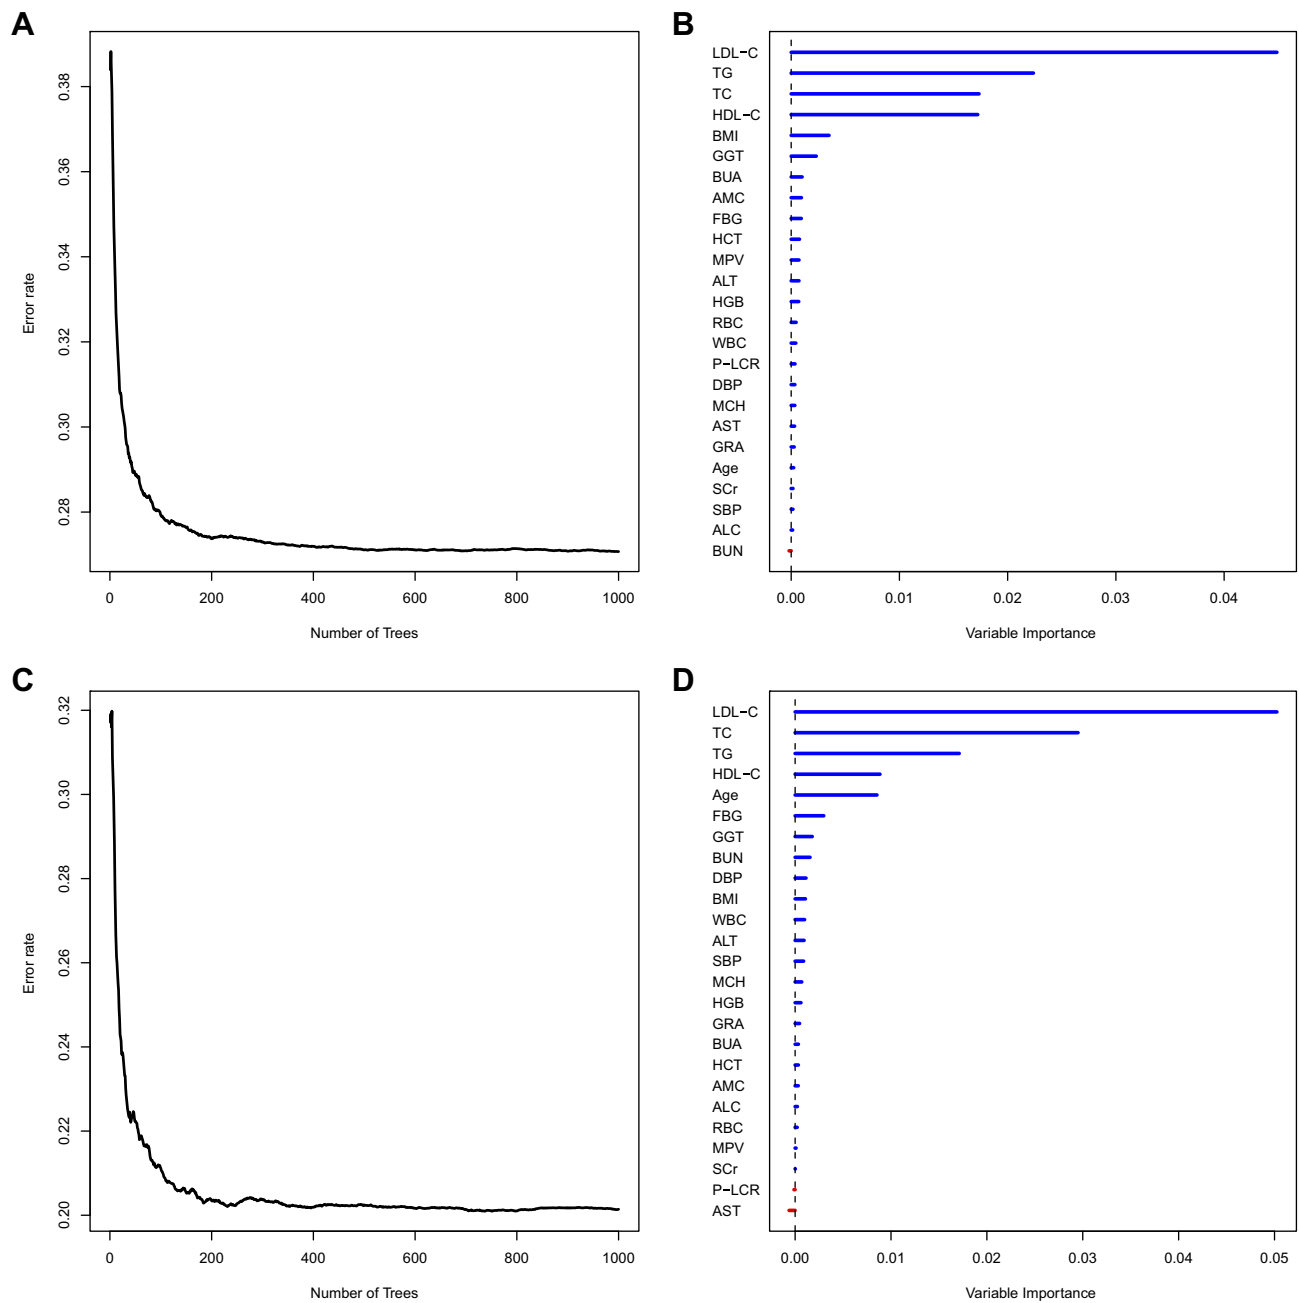 A
Error rate
0.38
0.36
0.34
0.32
0.30
0.28
0 200 400 600 800 1000
Number of Trees
B
LDL−C
TG
TC
HDL−C
BMI
GGT
BUA
AMC
FBG
HCT
MPV
ALT
HGB
RBC
WBC
P−LCR
DBP
MCH
AST
GRA
Age
SCr
SBP
ALC
BUN
0.00 0.01 0.02 0.03 0.04
Variable Importance
C
Error rate
0.32
0.30
0.28
0.26
0.24
0.22
0.20
0 200 400 600 800 1000
Number of Trees
D
LDL−C
TC
TG
HDL−C
Age
FBG
GGT
BUN
DBP
BMI
WBC
ALT
SBP
MCH
HGB
GRA
BUA
HCT
AMC
ALC
RBC
MPV
SCr
P−LCR
AST
0.00 0.01 0.02 0.03 0.04 0.05
Variable Importance